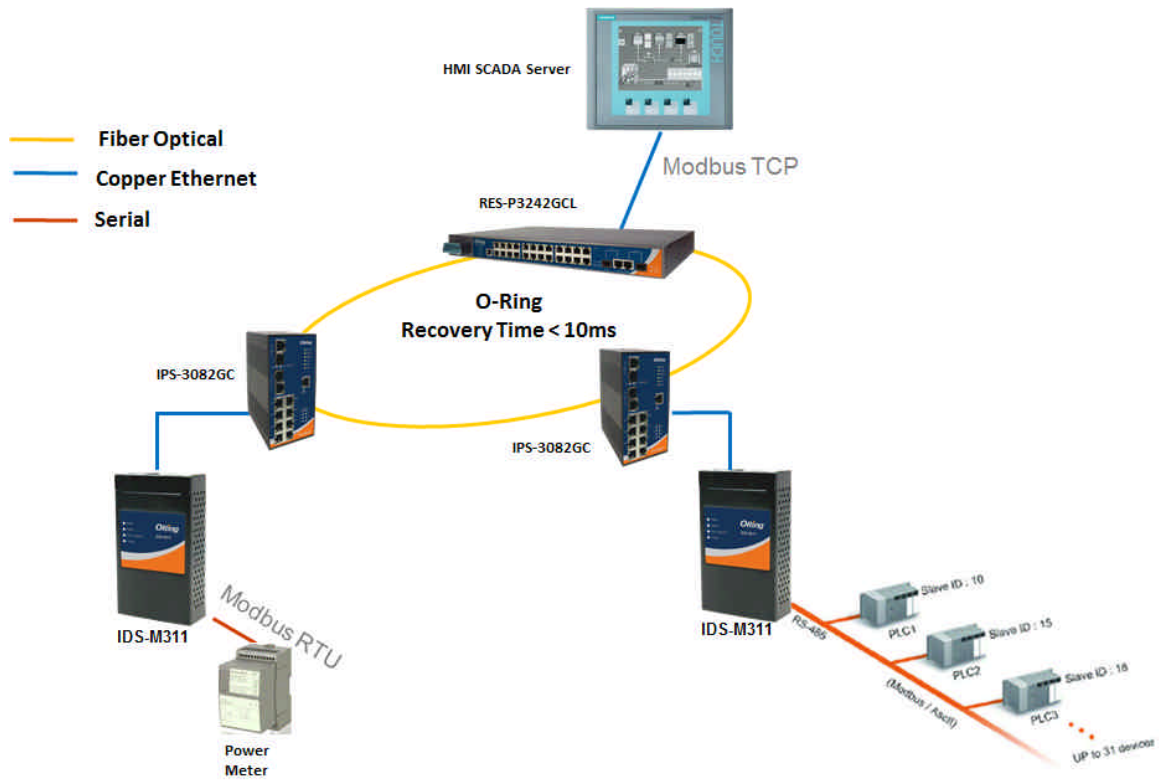 HMI SCADA Server
Fiber Optical
Copper Ethernet
Serial
Modbus TCP
RES-P3242GCL
O-Ring
Recovery Time < 10ms
IPS-3082GC
IPS-3082GC
ORing
ORing
IDS-M311
IDS-M311
Modbus RTU
Power
Meter
RS-485
(Modbus / Ascii)
Slave ID : 10
PLC1
Slave ID : 15
PLC2
Slave ID : 18
PLC3
UP to 31 devices